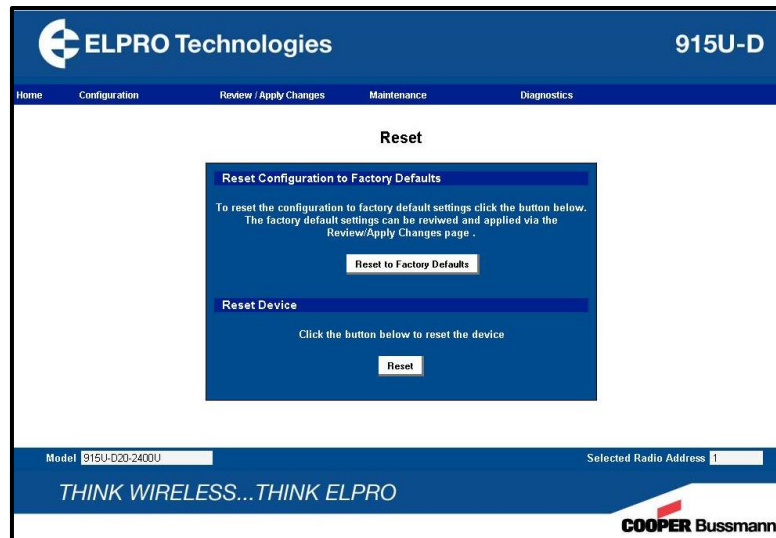 ELPRO Technologies
915U-D
Home Configuration Review / Apply Changes Maintenance Diagnostics
Reset
Reset Configuration to Factory Defaults
To reset the configuration to factory default settings click the button below.
The factory default settings can be reviwed and applied via the
Review/Apply Changes page .
Reset to Factory Defaults
Reset Device
Click the button below to reset the device
Reset
Model 915U-D20-2400U
Selected Radio Address 1
THINK WIRELESS...THINK ELPRO
COOPER Bussmann